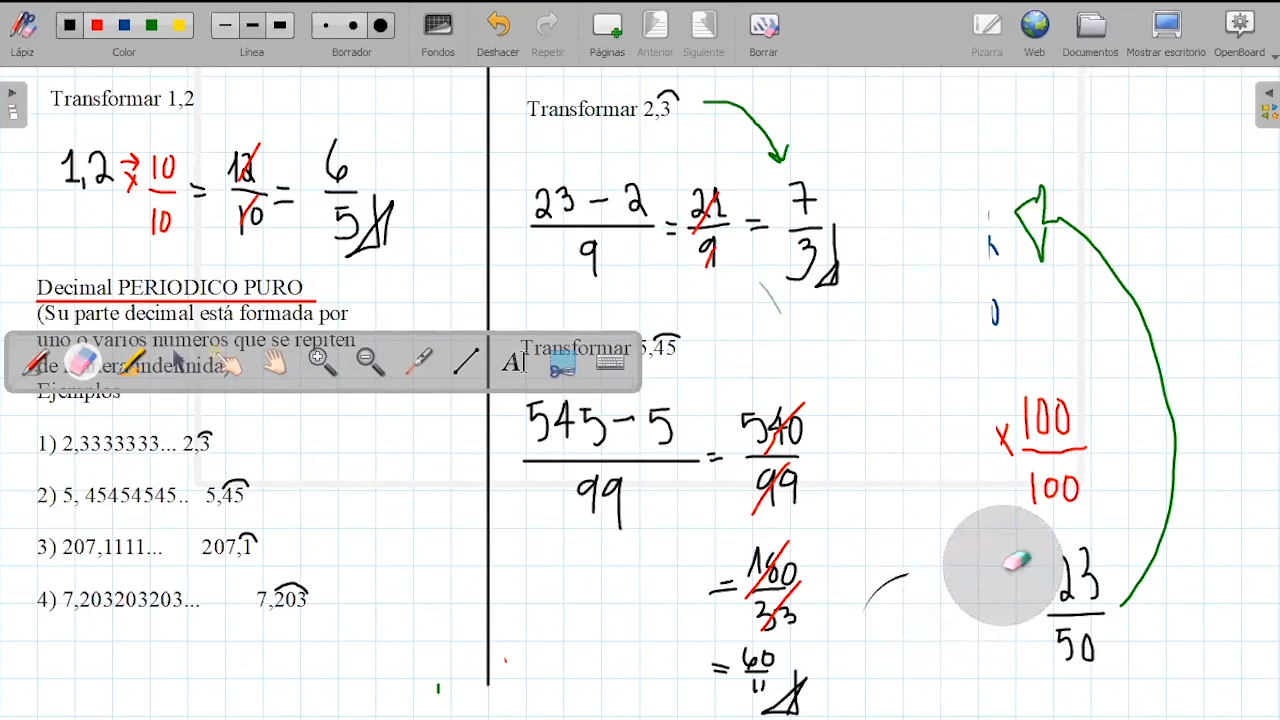 Lápiz
Color
Línea
Borrador
Fondos
Deshacer
Repetir
Páginas
Anterior
Siguiente
Borrar
Pizarra
Web
Documentos
Mostrar escritorio
OpenBoard
Transformar 1,2
1,2 x 10/10 = 12/10 = 6/5
Decimal PERIODICO PURO
(Su parte decimal está formada por
uno o varios números que se repiten
de manera indefinida)
Ejemplos
1) 2,3333333... 2,3
2) 5, 45454545.. 5,45
3) 207,1111... 207,1
4) 7,203203203... 7,203
Transformar 2,3
23 - 2 / 9 = 21/9 = 7/3
Transformar 5,45
545 - 5 / 99 = 540/99
= 180/33
= 60/11
x 100/100
23/50